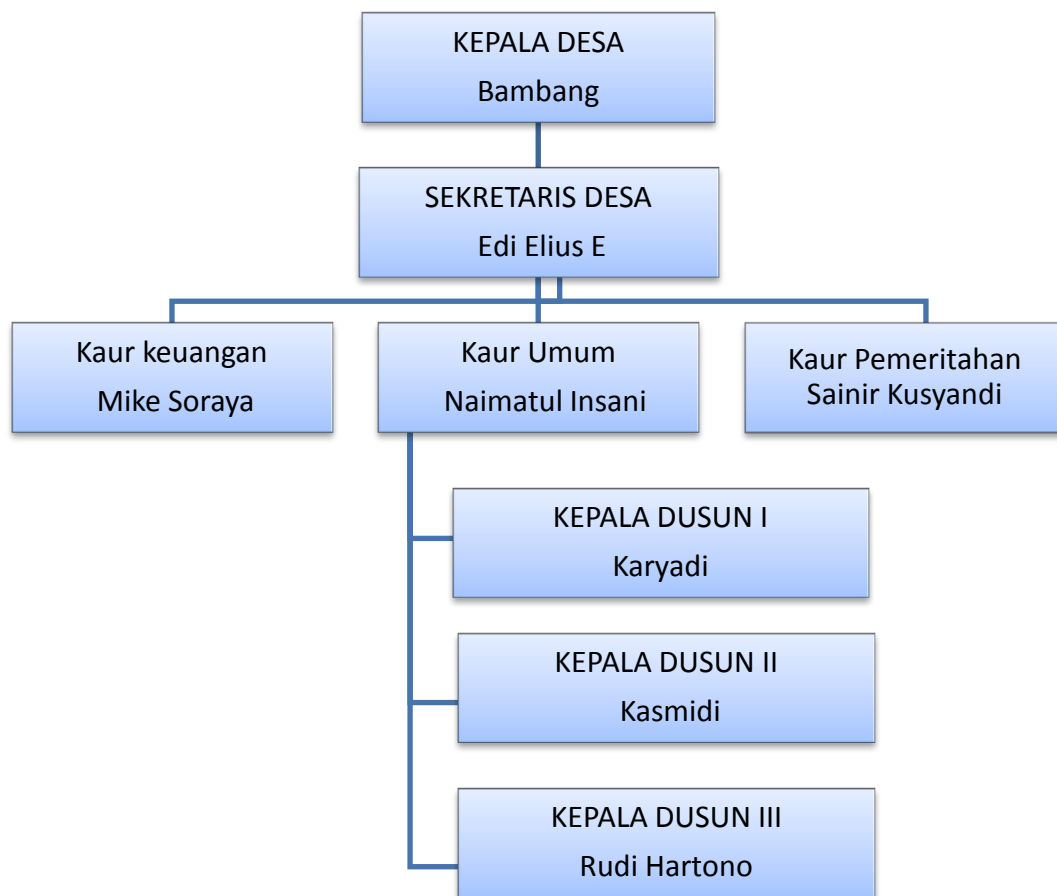 KEPALA DESA
Bambang
SEKRETARIS DESA
Edi Elius E
Kaur keuangan
Mike Soraya
Kaur Umum
Naimatul Insani
Kaur Pemeritahan
Sainir Kusyandi
KEPALA DUSUN I
Karyadi
KEPALA DUSUN II
Kasmidi
KEPALA DUSUN III
Rudi Hartono